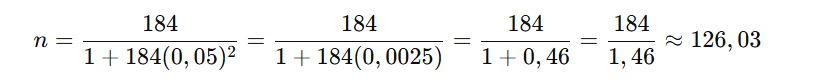 n = 184 / (1 + 184(0,05)²) = 184 / (1 + 184(0,0025)) = 184 / (1 + 0,46) = 184 / 1,46 ≈ 126,03